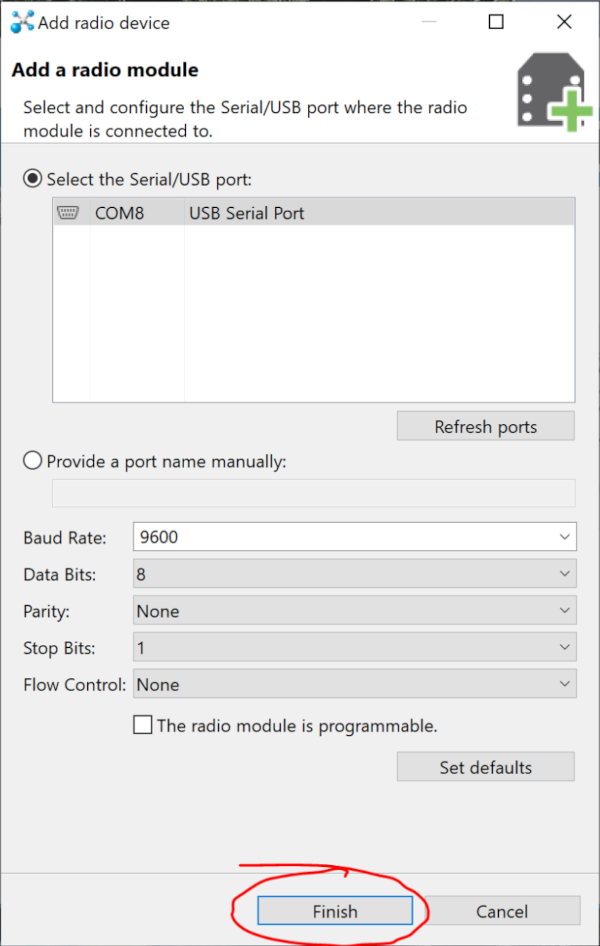 Add radio device
Add a radio module
Select and configure the Serial/USB port where the radio
module is connected to.
Select the Serial/USB port:
COM8 USB Serial Port
Refresh ports
Provide a port name manually:
Baud Rate: 9600
Data Bits: 8
Parity: None
Stop Bits: 1
Flow Control: None
The radio module is programmable.
Set defaults
Finish Cancel